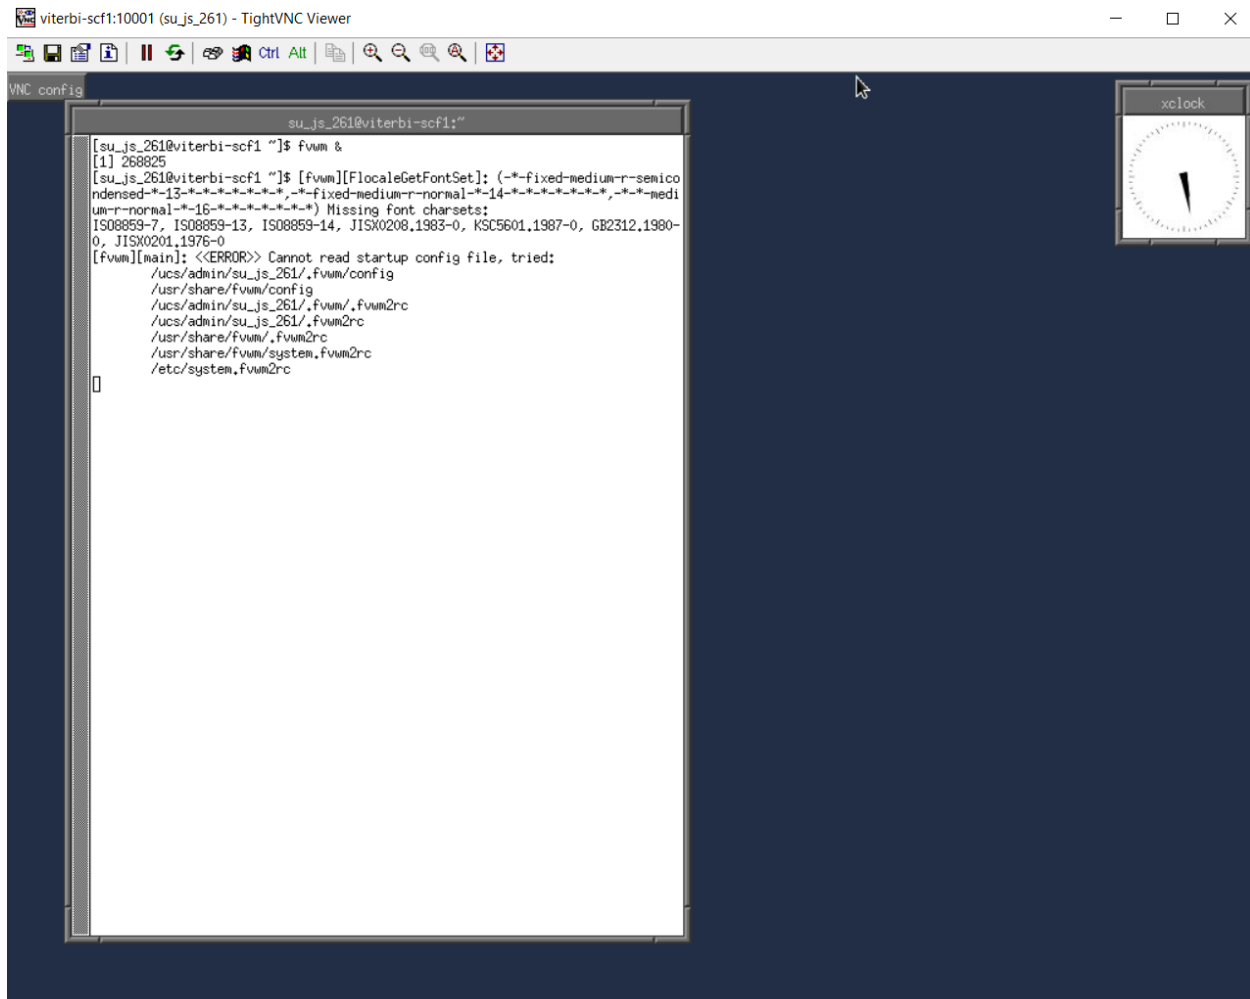 viterbi-scf1:10001 (su_js_261) - TightVNC Viewer
Ctrl Alt
VNC config
xclock
su_js_261@viterbi-scf1:~
[su_js_261@viterbi-scf1 ~]$ fvwm &
[1] 268825
[su_js_261@viterbi-scf1 ~]$ [fvwm][FlocaleGetFontSet]: (-*-fixed-medium-r-semico
ndensed-*-13-*-*-*-*-*-*-*,-*-fixed-medium-r-normal-*-14-*-*-*-*-*-*-*,-*-*-medi
um-r-normal-*-16-*-*-*-*-*-*-*) Missing font charsets:
ISO8859-7, ISO8859-13, ISO8859-14, JISX0208.1983-0, KSC5601.1987-0, GB2312.1980-
0, JISX0201.1976-0
[fvwm][main]: <<ERROR>> Cannot read startup config file, tried:
/ucs/admin/su_js_261/.fvwm/config
/usr/share/fvwm/config
/ucs/admin/su_js_261/.fvwm/.fvwm2rc
/ucs/admin/su_js_261/.fvwm2rc
/usr/share/fvwm/.fvwm2rc
/usr/share/fvwm/system.fvwm2rc
/etc/system.fvwm2rc